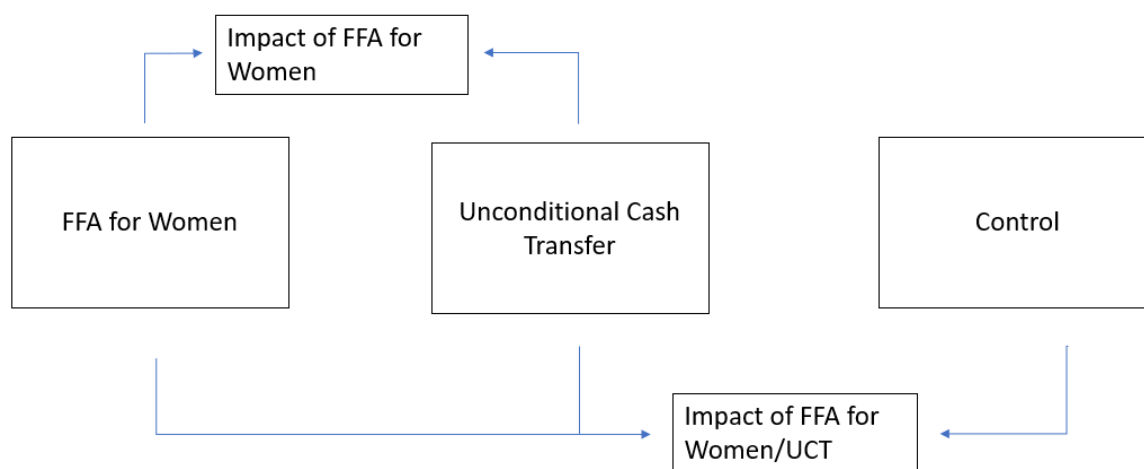 Impact of FFA for
Women
FFA for Women
Unconditional Cash
Transfer
Control
Impact of FFA for
Women/UCT